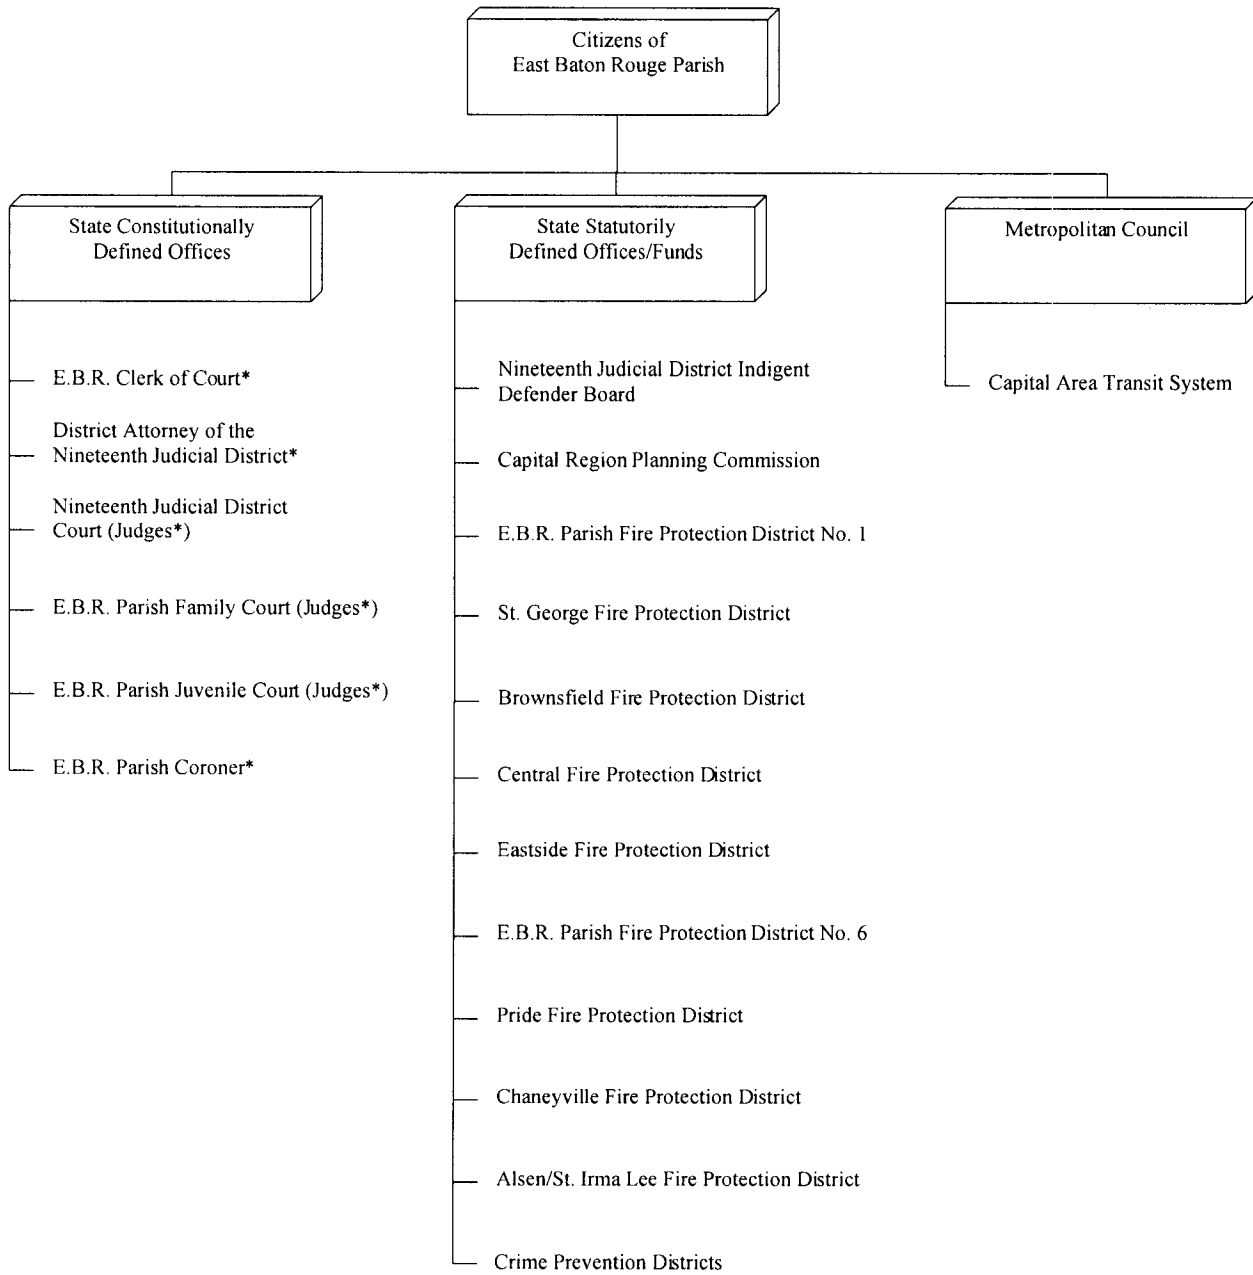 Citizens of
East Baton Rouge Parish
State Constitutionally
Defined Offices
E.B.R. Clerk of Court*
District Attorney of the
Nineteenth Judicial District*
Nineteenth Judicial District
Court (Judges*)
E.B.R. Parish Family Court (Judges*)
E.B.R. Parish Juvenile Court (Judges*)
E.B.R. Parish Coroner*
State Statutorily
Defined Offices/Funds
Nineteenth Judicial District Indigent
Defender Board
Capital Region Planning Commission
E.B.R. Parish Fire Protection District No. 1
St. George Fire Protection District
Brownsfield Fire Protection District
Central Fire Protection District
Eastside Fire Protection District
E.B.R. Parish Fire Protection District No. 6
Pride Fire Protection District
Chaneyville Fire Protection District
Alsen/St. Irma Lee Fire Protection District
Crime Prevention Districts
Metropolitan Council
Capital Area Transit System